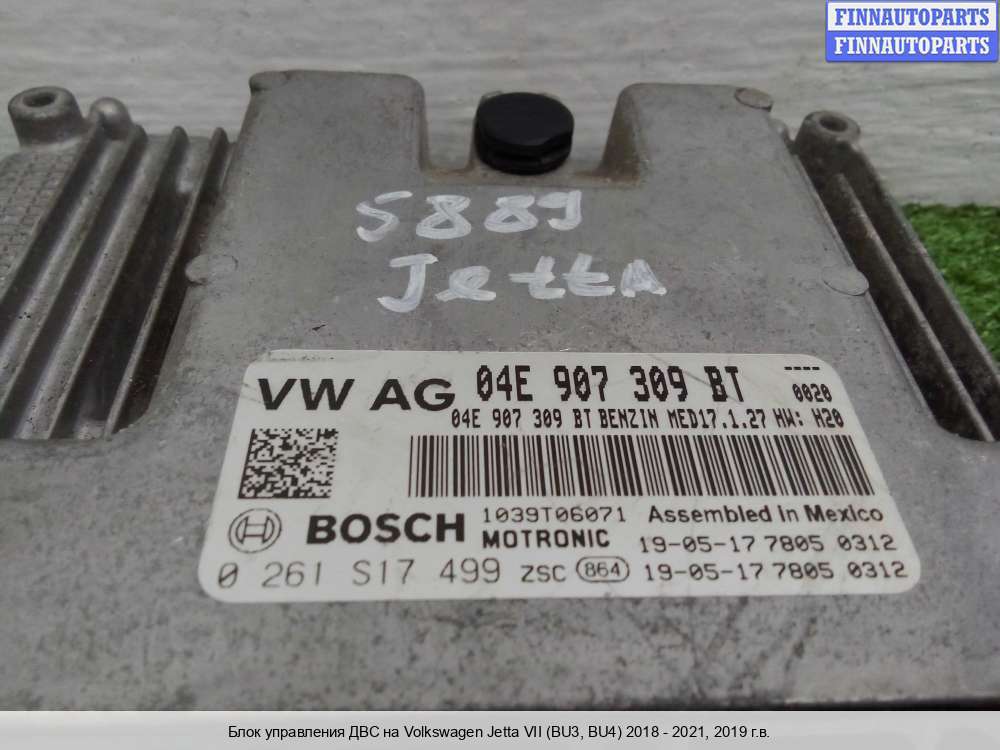 FINNAUTOPARTS
FINNAUTOPARTS
5889
JettA
VW AG 04E 907 309 BT ----
0020
04E 907 309 BT BENZIN MED17.1.27 HW: H20
BOSCH 1039T06071 Assembled in Mexico
MOTRONIC 19-05-17 7805 0312
0 261 S17 499 ZSC 864 19-05-17 7805 0312
Блок управления ДВС на Volkswagen Jetta VII (BU3, BU4) 2018 - 2021, 2019 г.в.